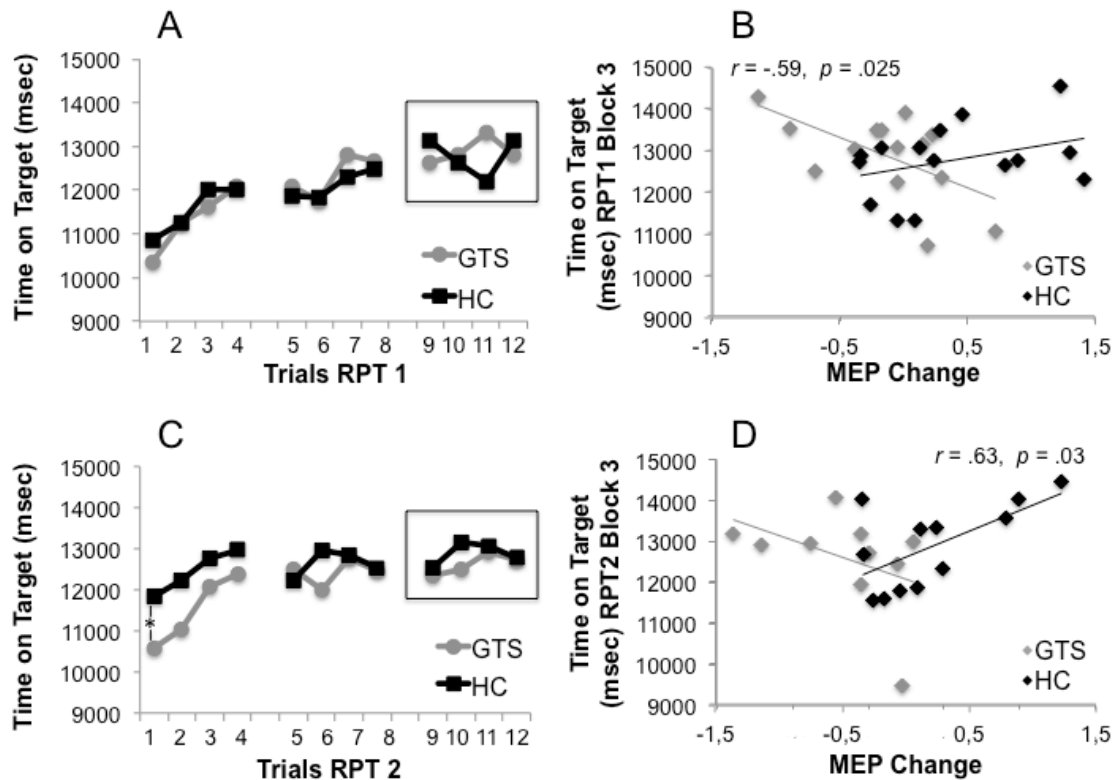 A
Time on Target (msec)
15000
14000
13000
12000
11000
10000
9000
GTS
HC
1 2 3 4 5 6 7 8 9 10 11 12
Trials RPT 1
B
Time on Target
(msec) RPT1 Block 3
r = -.59, p = .025
15000
14000
13000
12000
11000
10000
9000
GTS
HC
-1,5 -0,5 0,5 1,5
MEP Change
C
Time on Target (msec)
15000
14000
13000
12000
11000
10000
9000
*
GTS
HC
1 2 3 4 5 6 7 8 9 10 11 12
Trials RPT 2
D
Time on Target
(msec) RPT2 Block 3
r = .63, p = .03
15000
14000
13000
12000
11000
10000
9000
GTS
HC
-1,5 -0,5 0,5 1,5
MEP Change